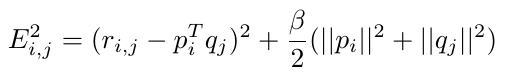 $E_{i,j}^2 = (r_{i,j} - p_i^T q_j)^2 + \frac{\beta}{2}(||p_i||^2 + ||q_j||^2)$